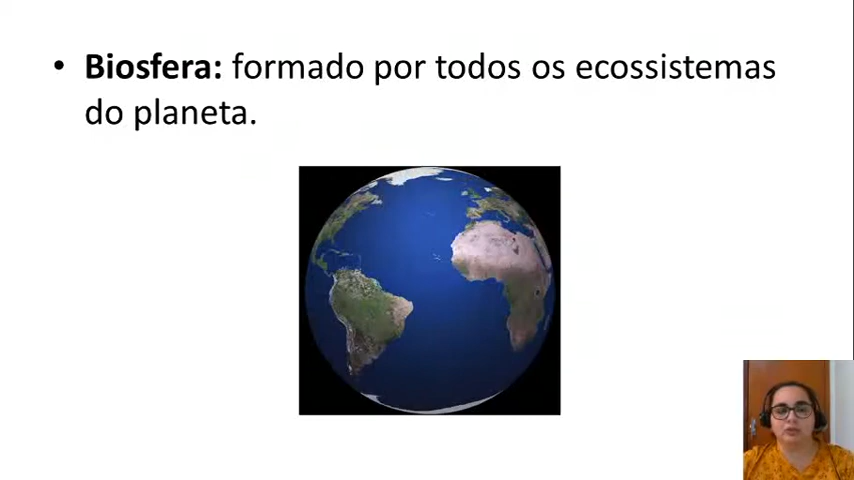 • Biosfera: formado por todos os ecossistemas
do planeta.